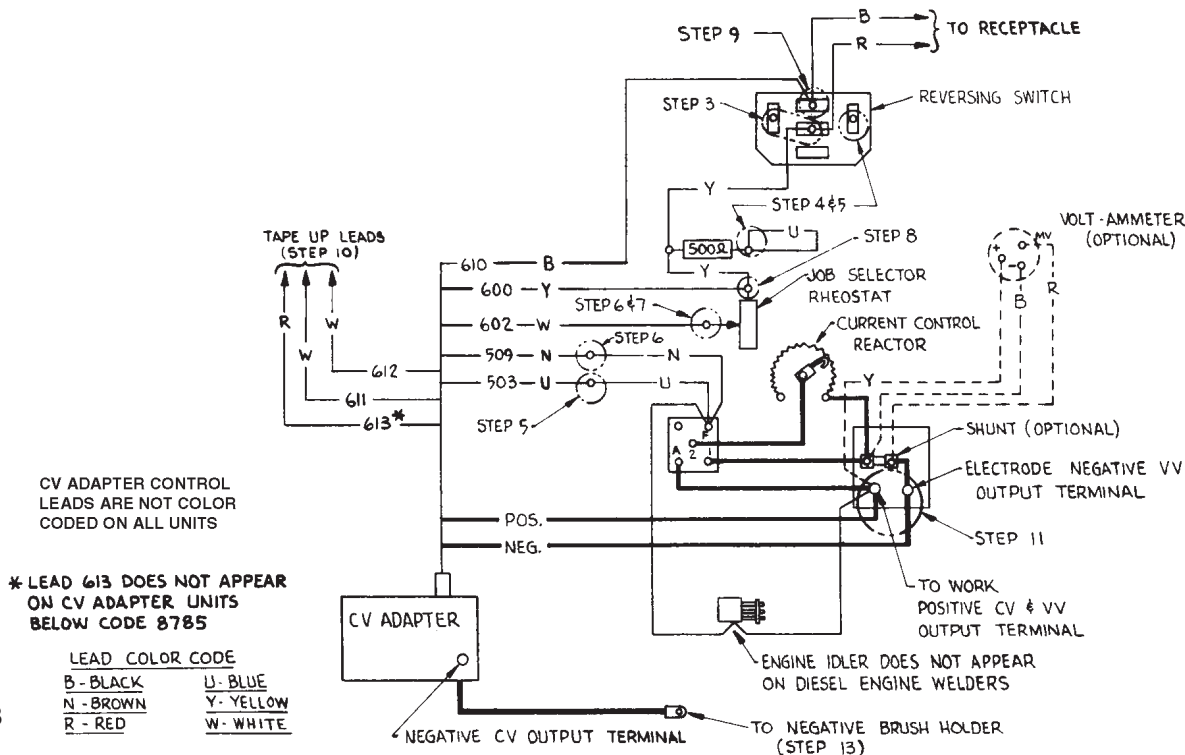 B
STEP 9
R
TO RECEPTACLE
STEP 3
REVERSING SWITCH
Y
STEP 4&5
U
VOLT-AMMETER
(OPTIONAL)
TAPE UP LEADS
(STEP 10)
500Ω
STEP 8
+
MV
-
B
R
610 B
Y
600 Y
JOB SELECTOR
RHEOSTAT
R
W
W
STEP 6&7
602 W
STEP 6
CURRENT CONTROL
REACTOR
509 N
N
612
503 U
U
Y
611
613*
STEP 5
F
A
2
SHUNT (OPTIONAL)
ELECTRODE NEGATIVE VV
OUTPUT TERMINAL
CV ADAPTER CONTROL
LEADS ARE NOT COLOR
CODED ON ALL UNITS
POS.
NEG.
STEP 11
* LEAD 613 DOES NOT APPEAR
ON CV ADAPTER UNITS
BELOW CODE 8785
TO WORK
POSITIVE CV & VV
OUTPUT TERMINAL
CV ADAPTER
LEAD COLOR CODE
B-BLACK U-BLUE
N-BROWN Y-YELLOW
R-RED W-WHITE
ENGINE IDLER DOES NOT APPEAR
ON DIESEL ENGINE WELDERS
NEGATIVE CV OUTPUT TERMINAL
TO NEGATIVE BRUSH HOLDER
(STEP 13)